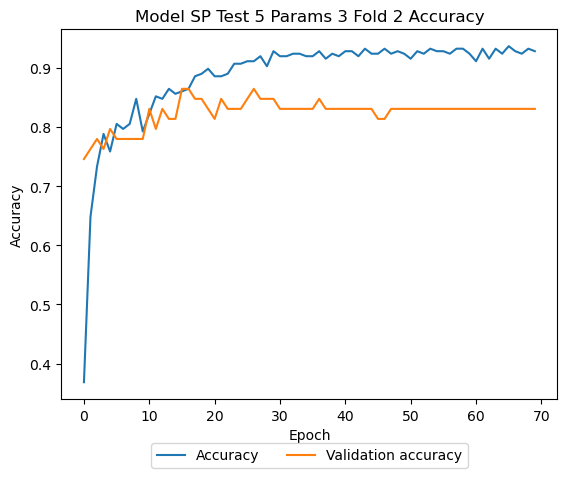 Model SP Test 5 Params 3 Fold 2 Accuracy
Accuracy
0.9
0.8
0.7
0.6
0.5
0.4
0 10 20 30 40 50 60 70
Epoch
Accuracy Validation accuracy